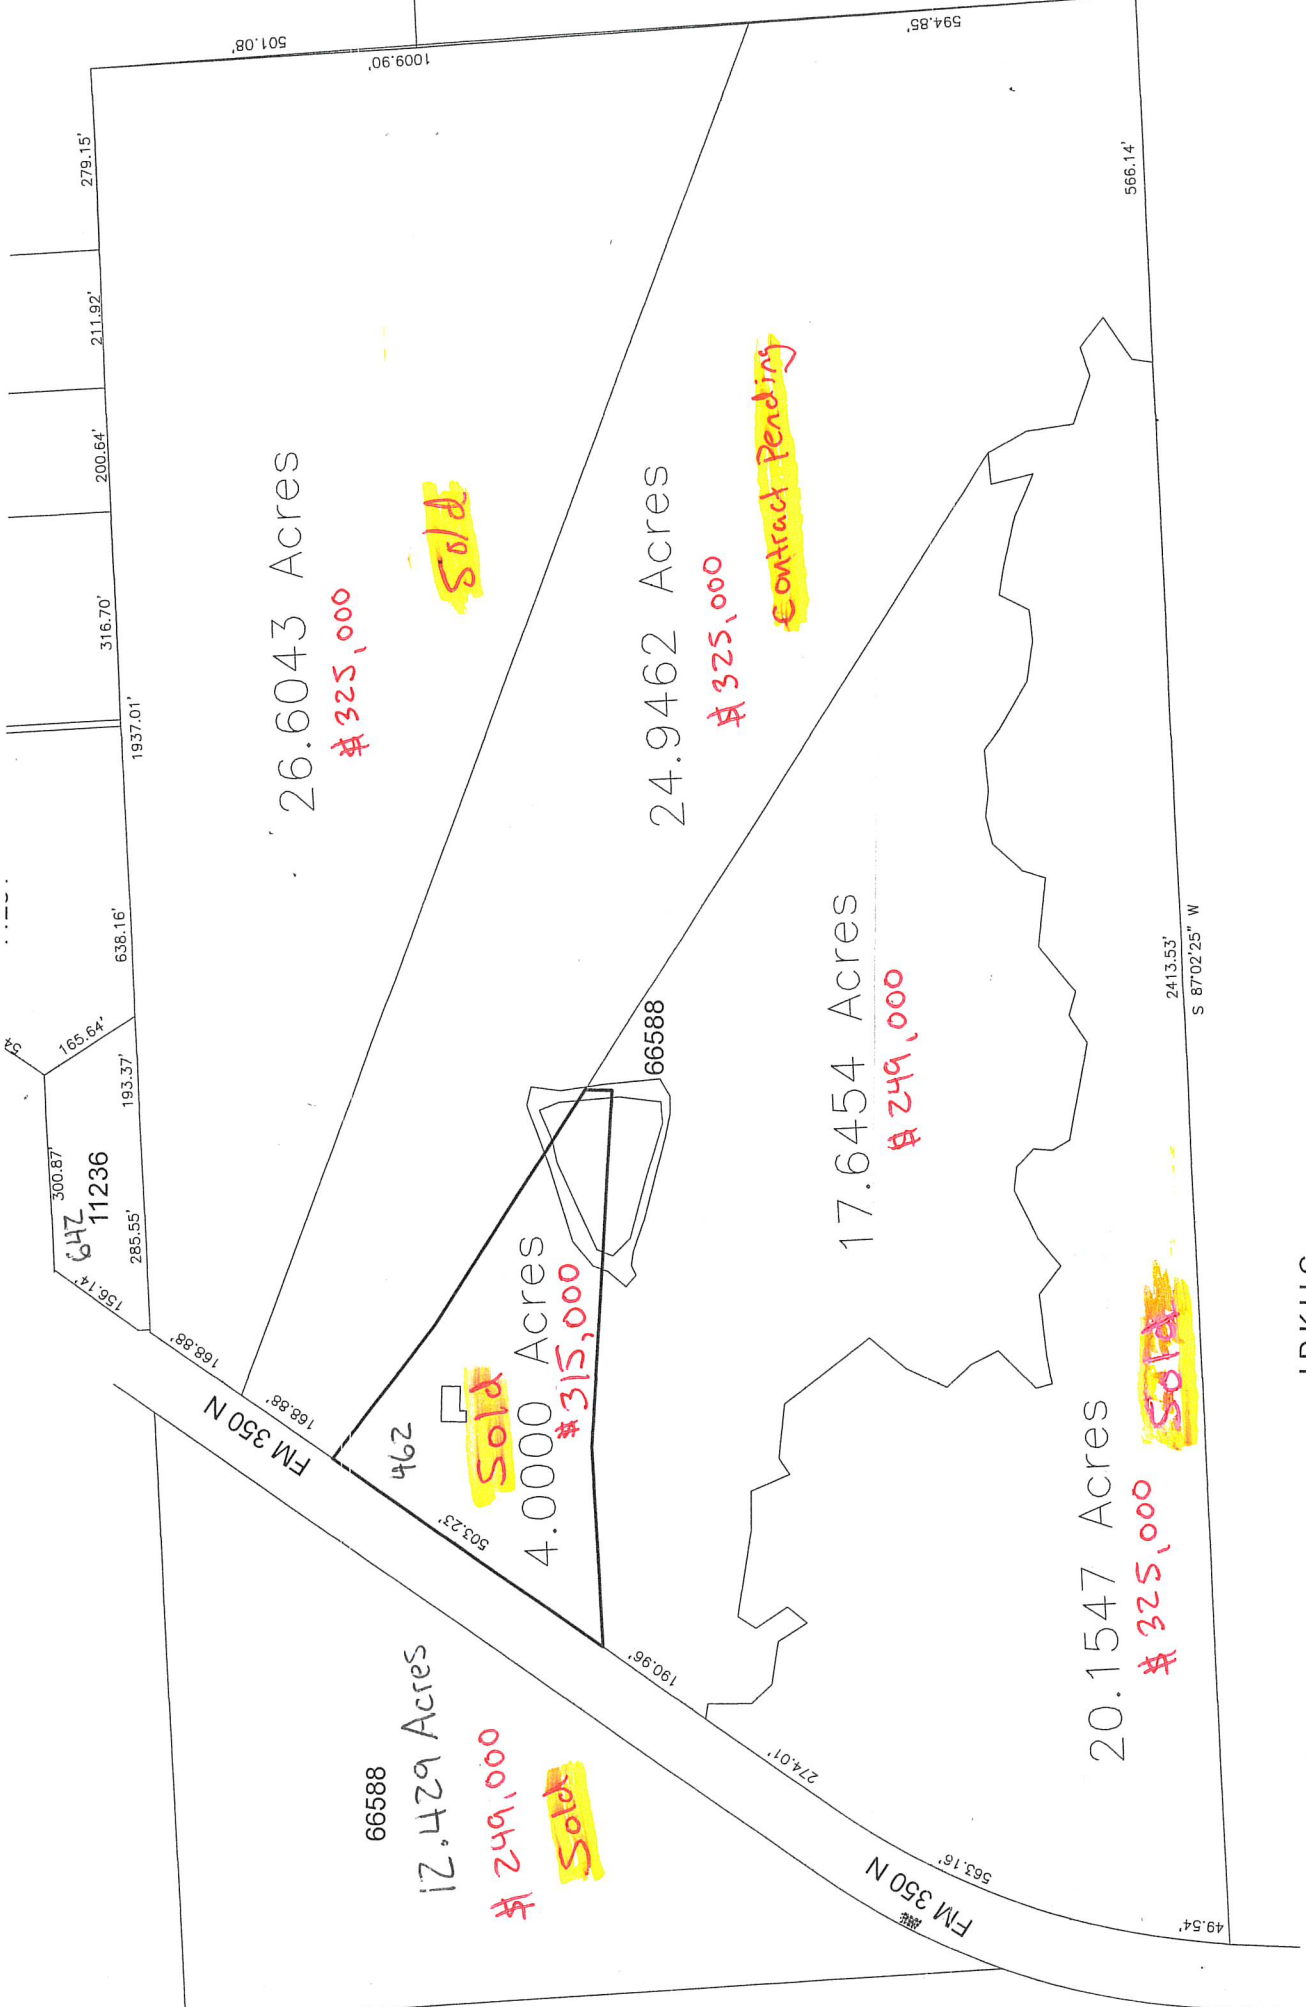 501.08'
1009.90'
594.85'
279.15'
211.92'
200.64'
316.70'
1937.01'
638.16'
193.37'
285.55'
165.64'
54
300.87'
642
11236
156.14'
168.88'
168.88'
FM 350 N
26.6043 Acres
$325,000
Sold
24.9462 Acres
$325,000
Contract Pending
566.14'
66588
462
Sold
4.0000 Acres
$315,000
503.23'
17.6454 Acres
$249,000
190.96'
66588
12.429 Acres
$249,000
Sold
274.01'
20.1547 Acres
$325,000
Sold
563.16'
FM 350 N
49.54'
2413.53'
S 87°02'25" W